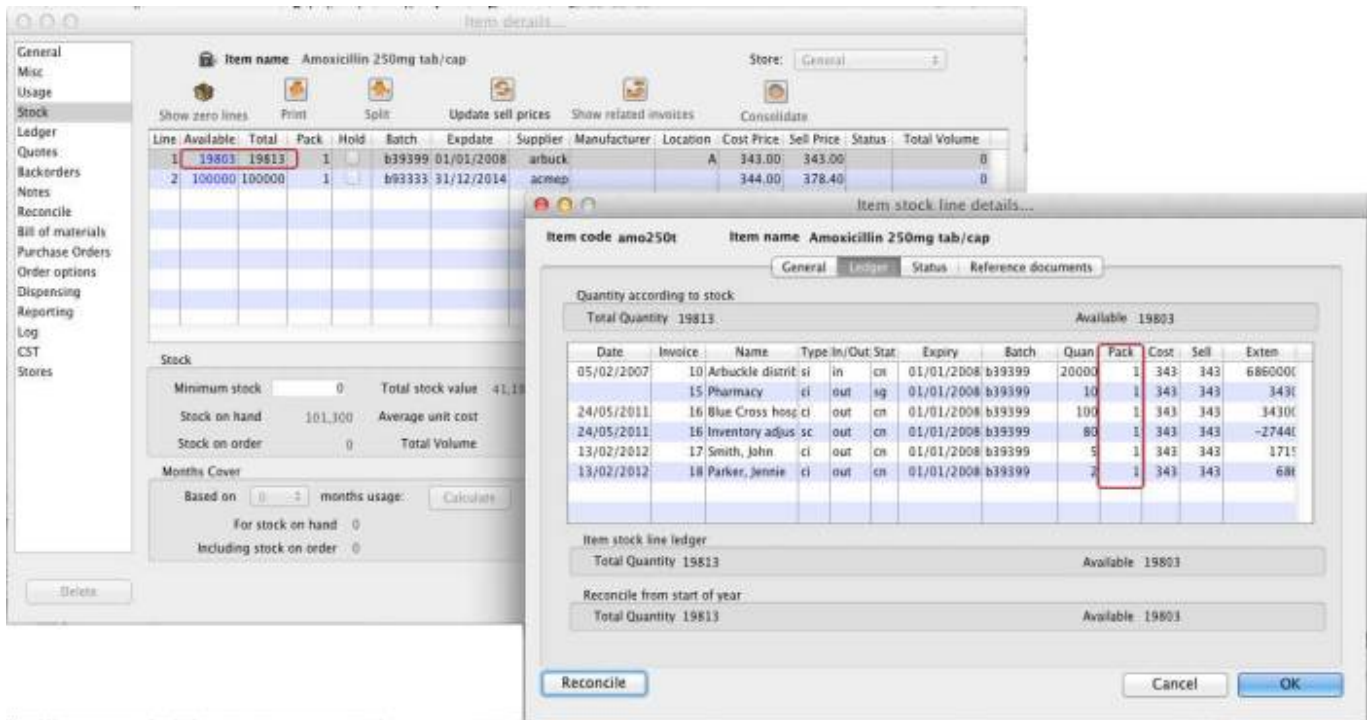 Item details...
General
Misc
Usage
Stock
Ledger
Quotes
Backorders
Notes
Reconcile
Bill of materials
Purchase Orders
Order options
Dispensing
Reporting
Log
CST
Stores
Delete
Item name Amoxicillin 250mg tab/cap
Store: General
Show zero lines Print Split Update sell prices Show related invoices Consolidate
Line Available Total Pack Hold Batch Expdate Supplier Manufacturer Location Cost Price Sell Price Status Total Volume
1 19803 19813 1 b39399 01/01/2008 arbuck A 343.00 343.00 0
2 100000 100000 1 b93333 31/12/2014 acmep 344.00 378.40 0
Stock
Minimum stock 0 Total stock value
Stock on hand Average unit cost
Stock on order 0 Total Volume
Months Cover
Based on 0 months usage: Calculate
For stock on hand 0
Including stock on order 0
Item stock line details...
Item code amo250t Item name Amoxicillin 250mg tab/cap
General Ledger Status Reference documents
Quantity according to stock
Total Quantity 19813 Available 19803
Date Invoice Name Type In/Out Stat Expiry Batch Quan Pack Cost Sell Exten
05/02/2007 10 Arbuckle distrib si in cn 01/01/2008 b39399 20000 1 343 343 6860000
15 Pharmacy ci out sg 01/01/2008 b39399 10 1 343 343 3430
24/05/2011 16 Blue Cross hosp ci out cn 01/01/2008 b39399 100 1 343 343 34300
24/05/2011 16 Inventory adjus sc out cn 01/01/2008 b39399 80 1 343 343 -27440
13/02/2012 17 Smith, John ci out cn 01/01/2008 b39399 5 1 343 343 1715
13/02/2012 18 Parker, Jennie ci out cn 01/01/2008 b39399 2 1 343 343 686
Item stock line ledger
Total Quantity 19813 Available 19803
Reconcile from start of year
Total Quantity 19813 Available 19803
Reconcile Cancel OK